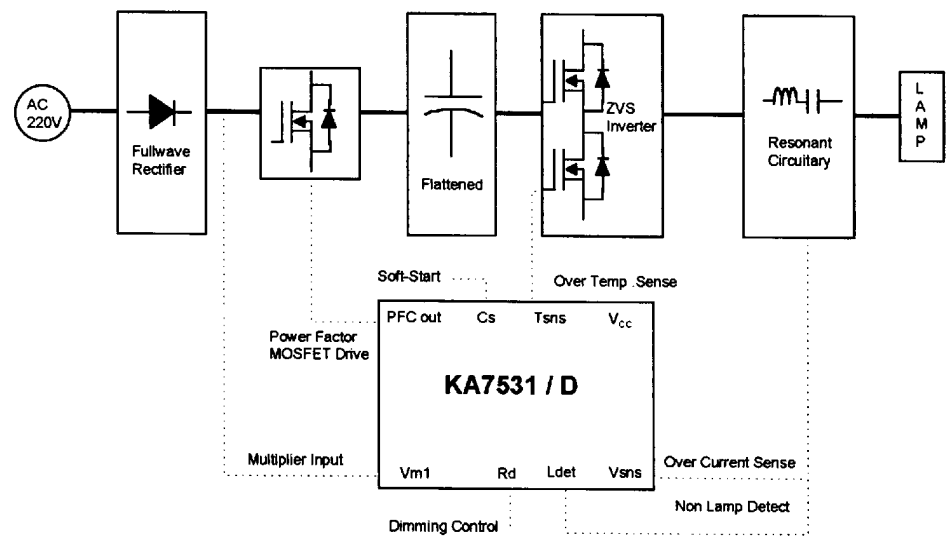 AC
220V
Fullwave
Rectifier
Flattened
ZVS
Inverter
Resonant
Circuitary
L
A
M
P
Soft-Start
Over Temp .Sense
PFC out
Cs
Tsns
Vcc
Power Factor
MOSFET Drive
KA7531 / D
Multiplier Input
Vm1
Rd
Ldet
Vsns
Over Current Sense
Non Lamp Detect
Dimming Control